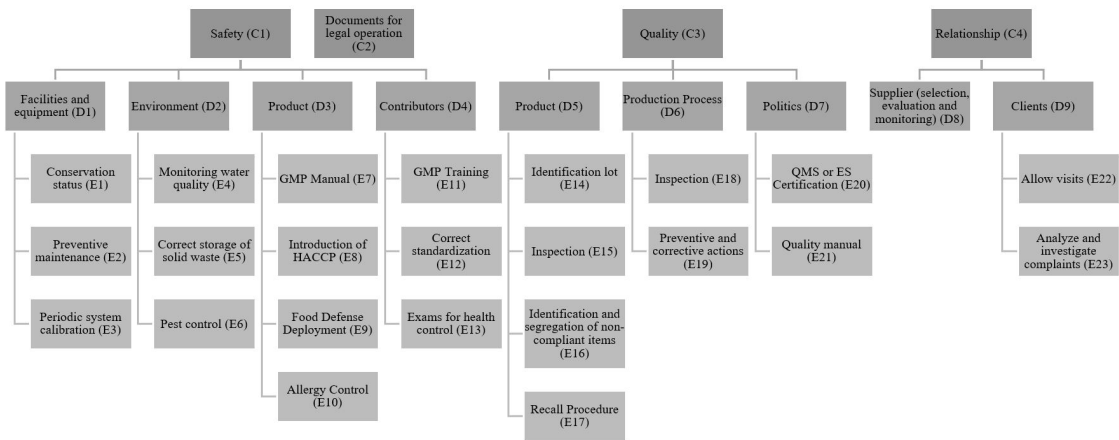 Safety (C1)
Documents for
legal operation
(C2)
Quality (C3)
Relationship (C4)
Facilities and
equipment (D1)
Environment (D2)
Product (D3)
Contributors (D4)
Product (D5)
Production Process
(D6)
Politics (D7)
Supplier (selection,
evaluation and
monitoring) (D8)
Clients (D9)
Conservation
status (E1)
Monitoring water
quality (E4)
GMP Manual (E7)
GMP Training
(E11)
Identification lot
(E14)
Inspection (E18)
QMS or ES
Certification (E20)
Allow visits (E22)
Preventive
maintenance (E2)
Correct storage of
solid waste (E5)
Introduction of
HACCP (E8)
Correct
standardization
(E12)
Inspection (E15)
Preventive and
corrective actions
(E19)
Quality manual
(E21)
Analyze and
investigate
complaints (E23)
Periodic system
calibration (E3)
Pest control (E6)
Food Defense
Deployment (E9)
Exams for health
control (E13)
Identification and
segregation of non-
compliant items
(E16)
Allergy Control
(E10)
Recall Procedure
(E17)